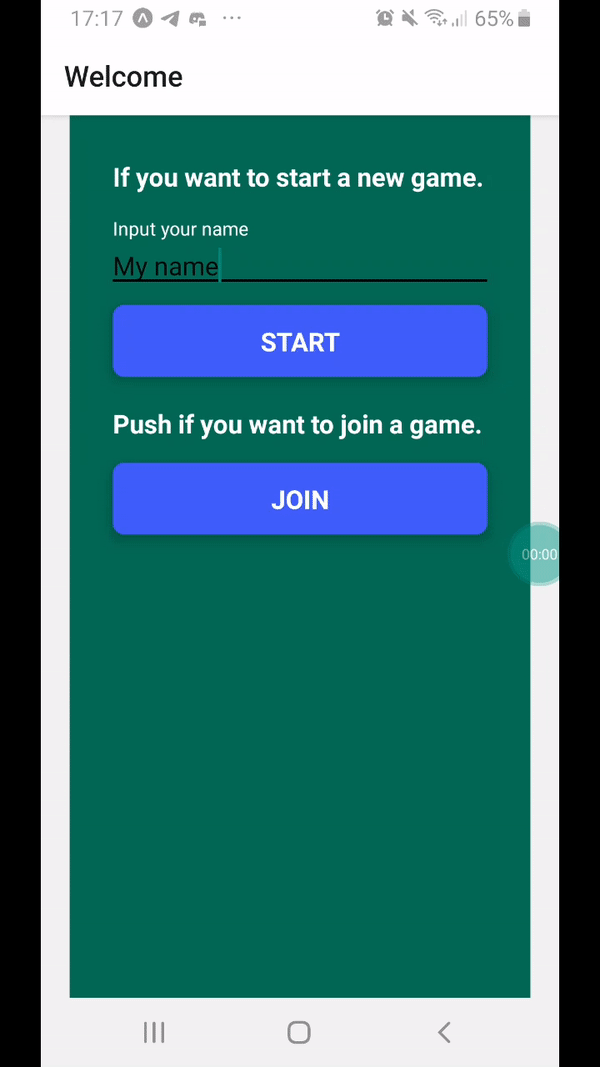 17:17 65%
Welcome
If you want to start a new game.
Input your name
My name
START
Push if you want to join a game.
JOIN
00:00